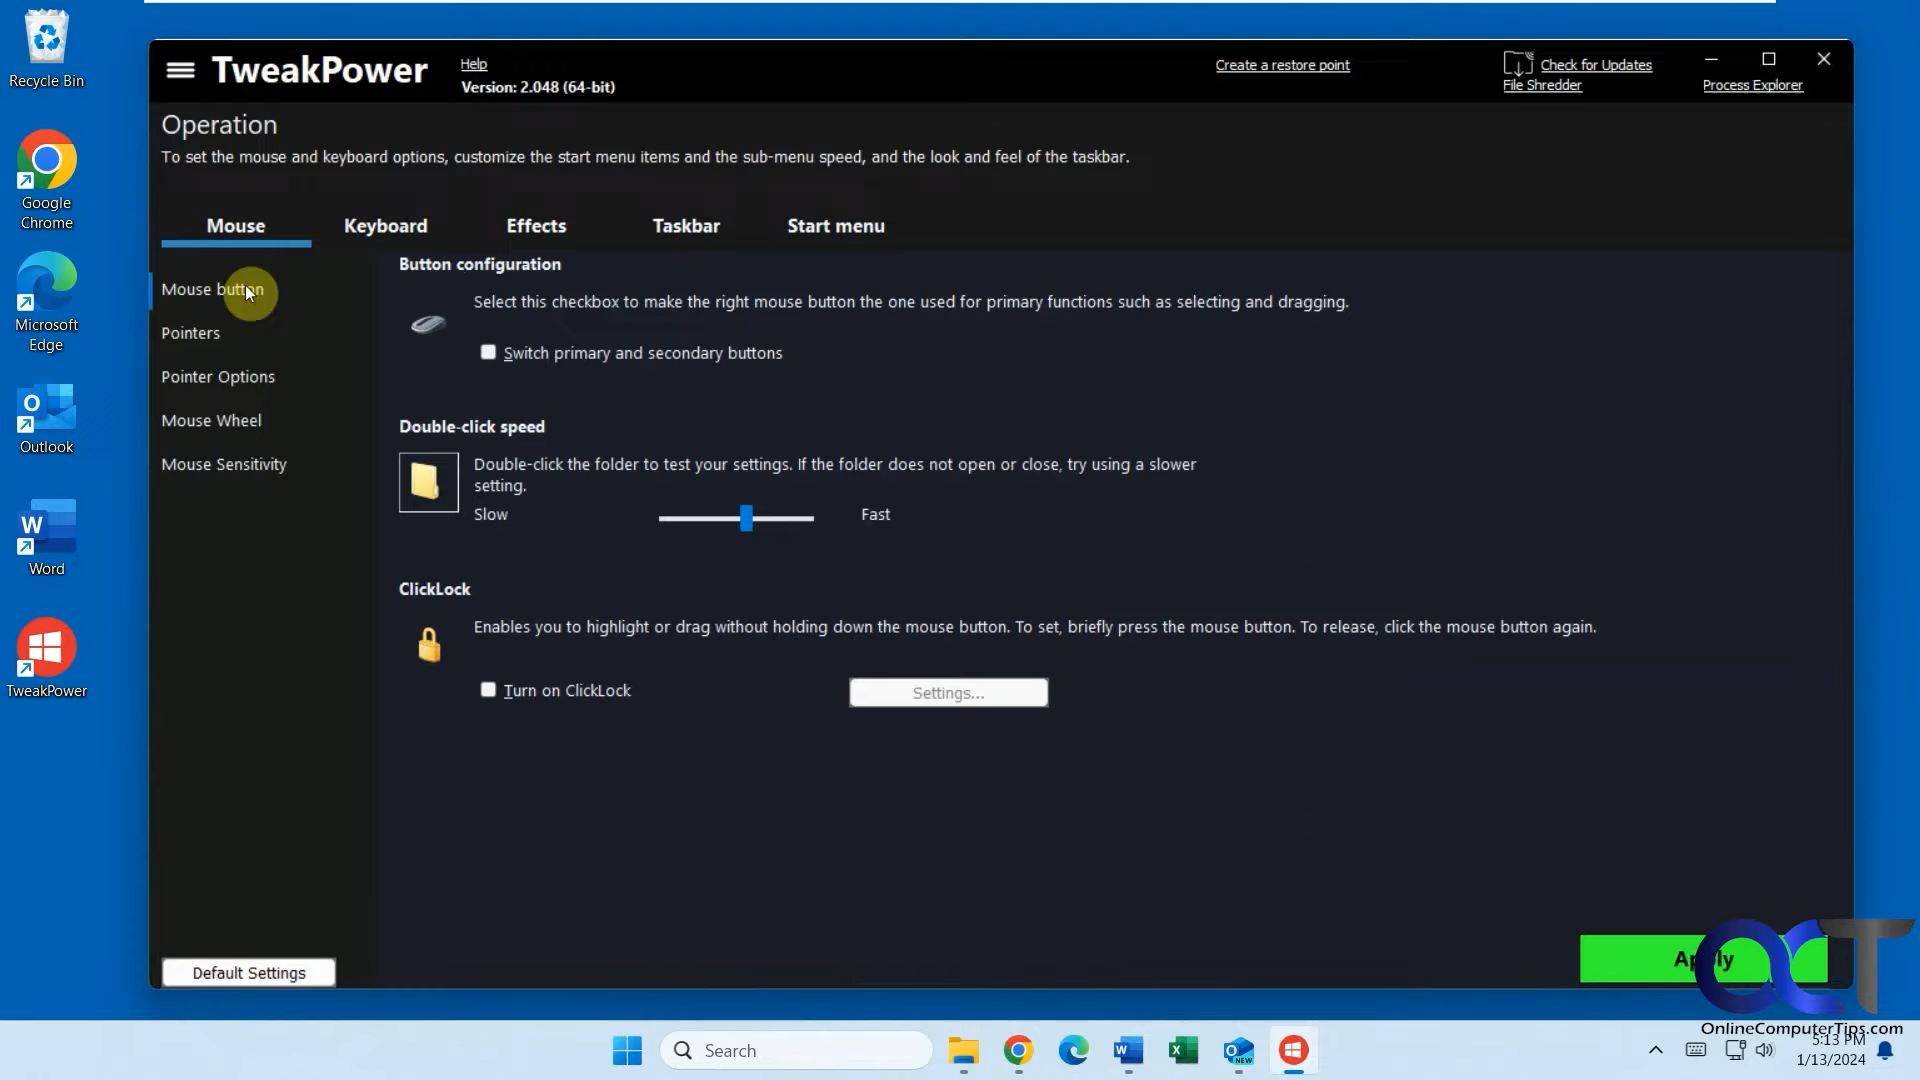 Recycle Bin
Google
Chrome
Microsoft
Edge
Outlook
Word
TweakPower
TweakPower
Help
Version: 2.048 (64-bit)
Create a restore point
Check for Updates
File Shredder
Process Explorer
Operation
To set the mouse and keyboard options, customize the start menu items and the sub-menu speed, and the look and feel of the taskbar.
Mouse
Keyboard
Effects
Taskbar
Start menu
Mouse button
Pointers
Pointer Options
Mouse Wheel
Mouse Sensitivity
Button configuration
Select this checkbox to make the right mouse button the one used for primary functions such as selecting and dragging.
Switch primary and secondary buttons
Double-click speed
Double-click the folder to test your settings. If the folder does not open or close, try using a slower
setting.
Slow
Fast
ClickLock
Enables you to highlight or drag without holding down the mouse button. To set, briefly press the mouse button. To release, click the mouse button again.
Turn on ClickLock
Settings...
Default Settings
Apply
OCT
OnlineComputerTips.com
Search
NEW
5:13 PM
1/13/2024